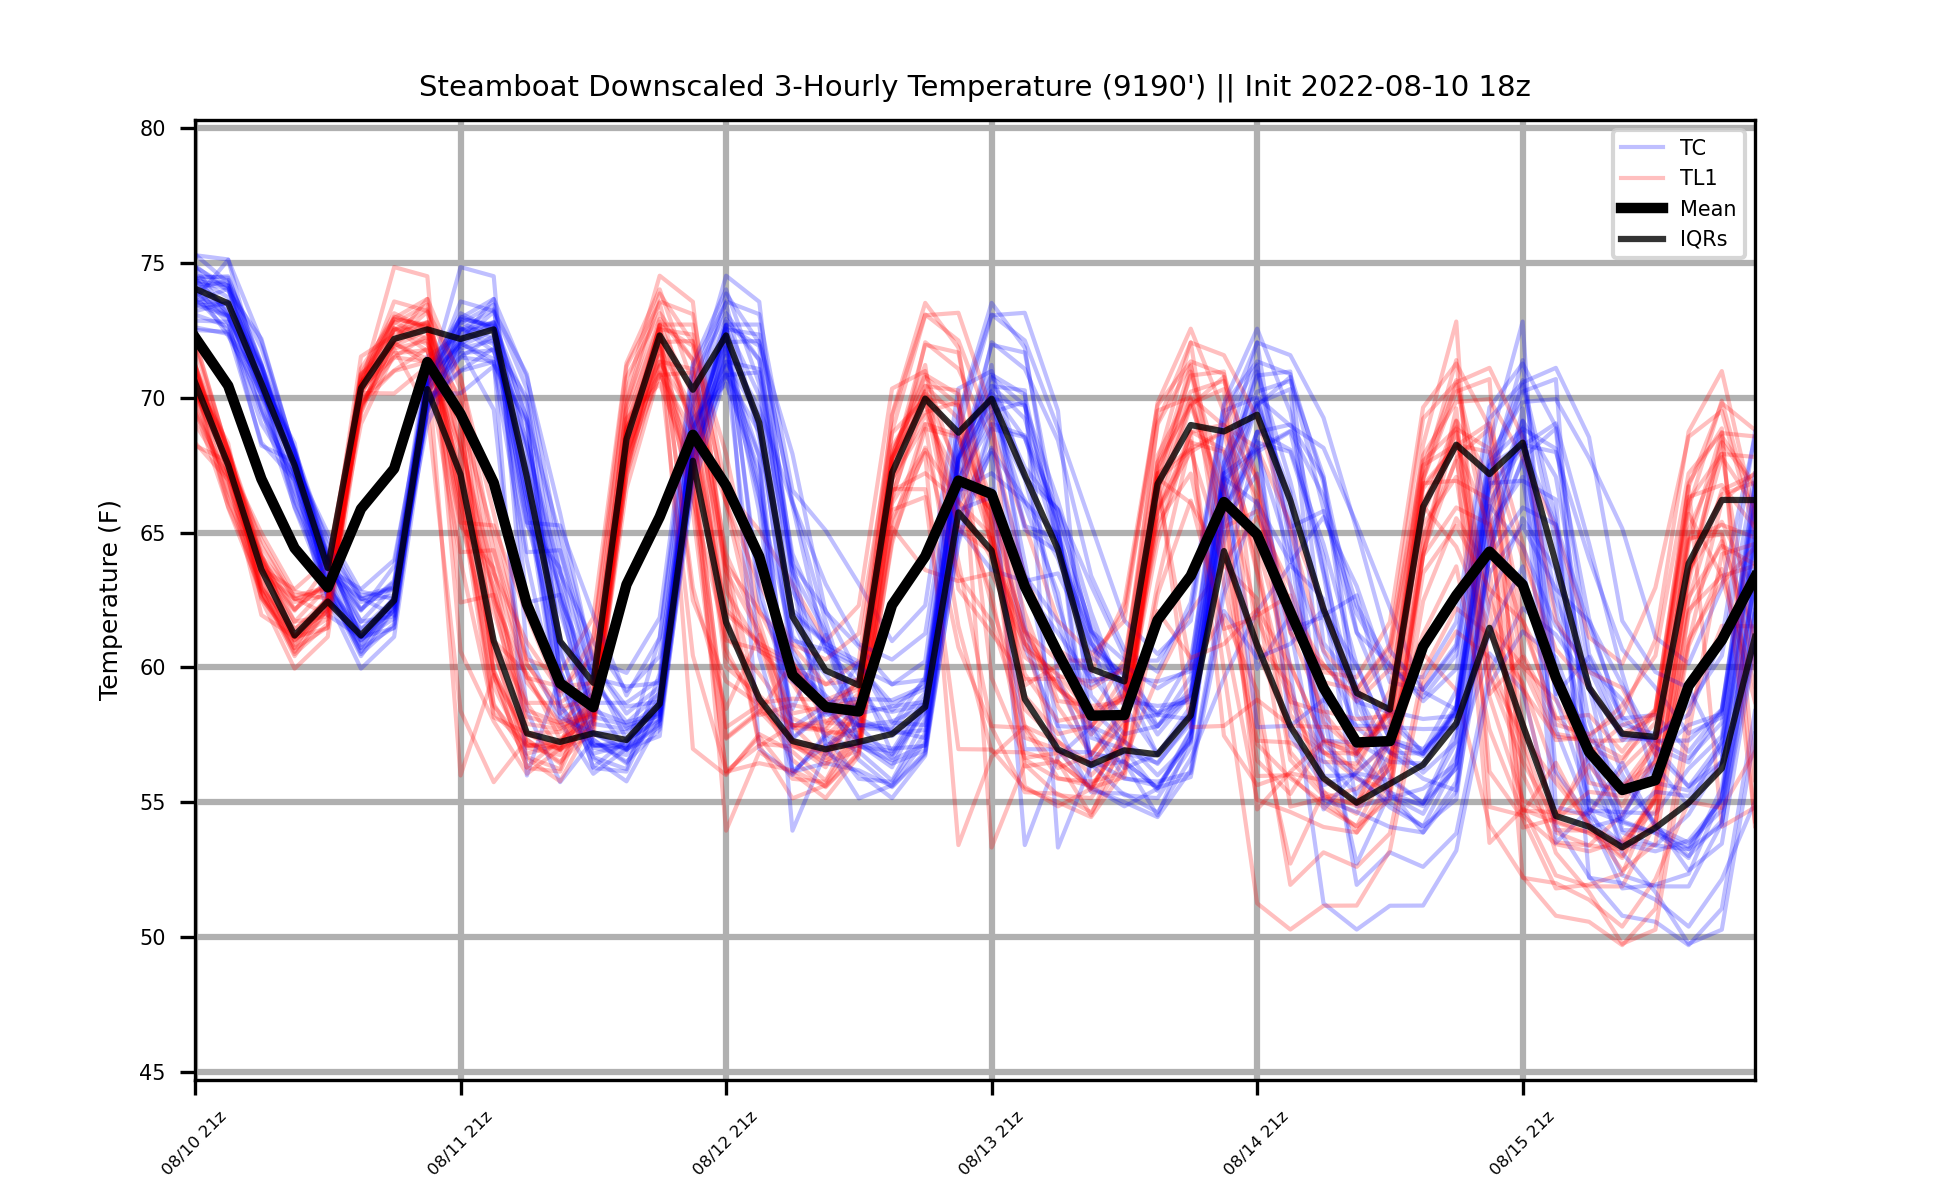 Steamboat Downscaled 3-Hourly Temperature (9190') || Init 2022-08-10 18z
TC
TL1
Mean
IQRs
Temperature (F)
80
75
70
65
60
55
50
45
08/10 21z
08/11 21z
08/12 21z
08/13 21z
08/14 21z
08/15 21z